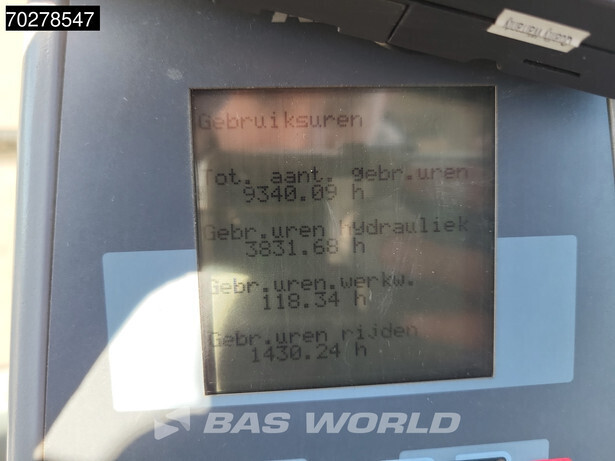 70278547
Gebruiksuren
Tot. aant. gebr.uren
9340.09 h
Gebr.uren hydrauliek
3831.68 h
Gebr.uren.werkw.
118.34 h
Gebr.uren rijden
1430.24 h
BAS WORLD